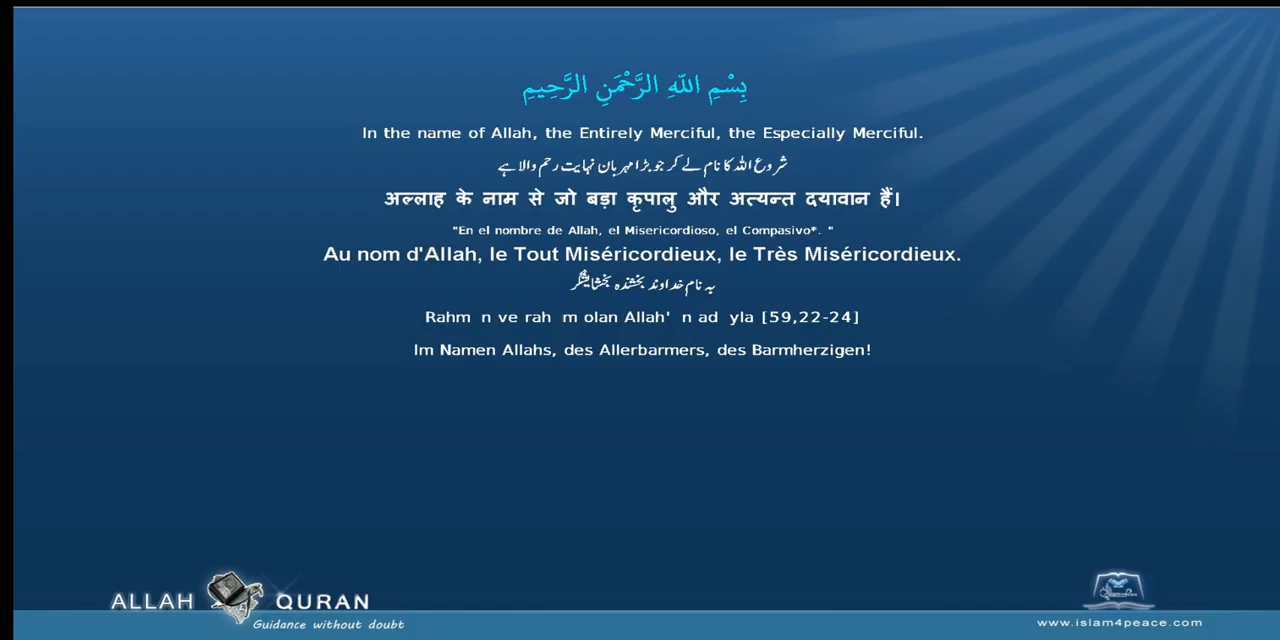 بِسْمِ اللّهِ الرَّحْمَنِ الرَّحِيمِ
In the name of Allah, the Entirely Merciful, the Especially Merciful.
شروع اللہ کا نام لے کر جو بڑا مہربان نہایت رحم والا ہے
अल्लाह के नाम से जो बड़ा कृपालु और अत्यन्त दयावान हैं।
"En el nombre de Allah, el Misericordioso, el Compasivo*. "
Au nom d'Allah, le Tout Miséricordieux, le Très Miséricordieux.
به نام خداوند بخشنده بخشایشگر
Rahm n ve rah m olan Allah' n ad yla [59,22-24]
Im Namen Allahs, des Allerbarmers, des Barmherzigen!
ALLAH QURAN
Guidance without doubt
www.islam4peace.com